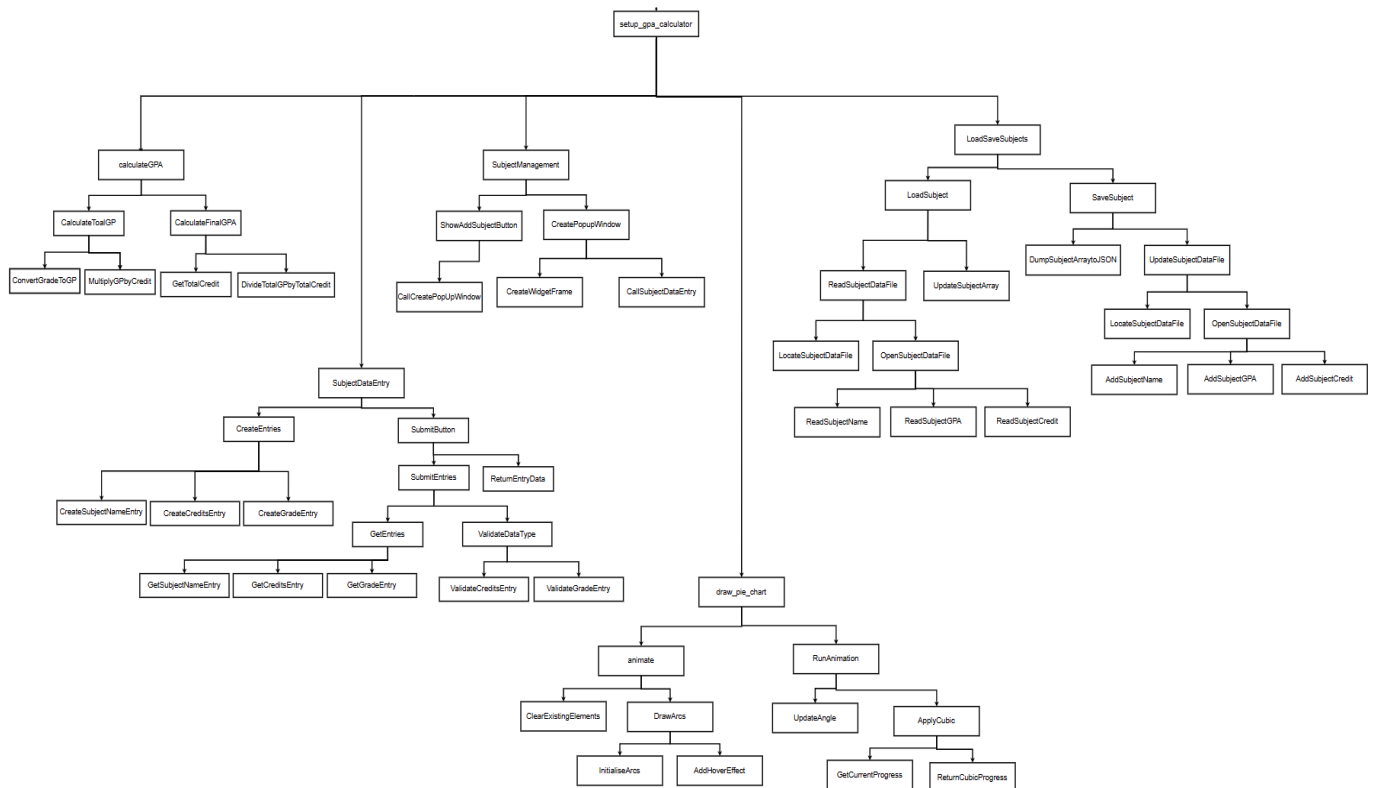 setup_gpa_calculator
calculateGPA
SubjectManagement
LoadSaveSubjects
CalculateToalGP
CalculateFinalGPA
ShowAddSubjectButton
CreatePopupWindow
LoadSubject
SaveSubject
ConvertGradeToGP
MultiplyGPbyCredit
GetTotalCredit
DivideTotalGPbyTotalCredit
CallCreatePopUpWindow
CreateWidgetFrame
CallSubjectDataEntry
ReadSubjectDataFile
UpdateSubjectArray
DumpSubjectArraytoJSON
UpdateSubjectDataFile
LocateSubjectDataFile
OpenSubjectDataFile
LocateSubjectDataFile
OpenSubjectDataFile
AddSubjectName
AddSubjectGPA
AddSubjectCredit
ReadSubjectName
ReadSubjectGPA
ReadSubjectCredit
SubjectDataEntry
CreateEntries
SubmitButton
CreateSubjectNameEntry
CreateCreditsEntry
CreateGradeEntry
SubmitEntries
ReturnEntryData
GetEntries
ValidateDataType
GetSubjectNameEntry
GetCreditsEntry
GetGradeEntry
ValidateCreditsEntry
ValidateGradeEntry
draw_pie_chart
animate
RunAnimation
ClearExistingElements
DrawArcs
UpdateAngle
ApplyCubic
InitialiseArcs
AddHoverEffect
GetCurrentProgress
ReturnCubicProgress